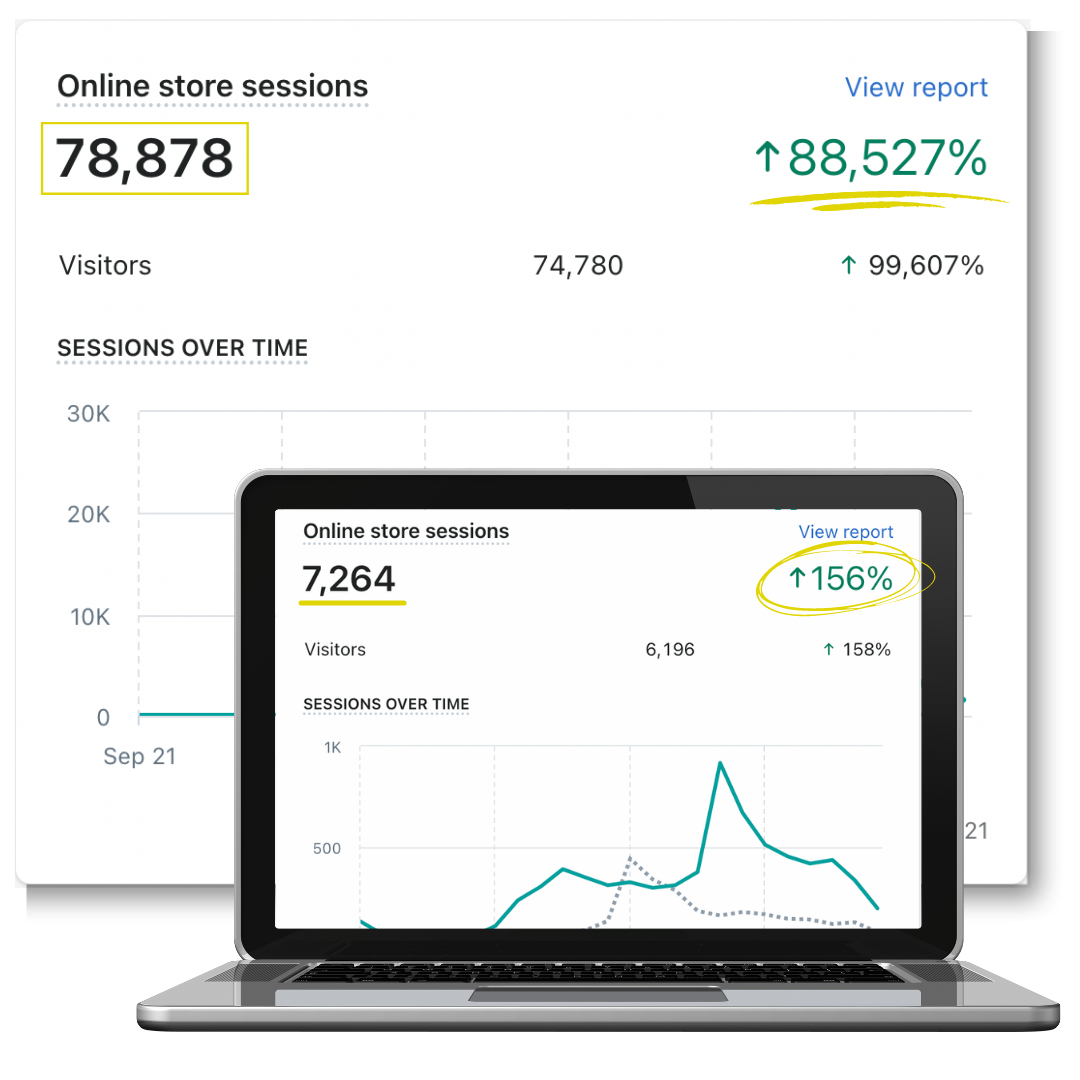 Online store sessions View report
78,878 ↑88,527%
Visitors 74,780 ↑ 99,607%
SESSIONS OVER TIME
30K
20K
10K
0
Sep 21
21
Online store sessions View report
7,264 ↑156%
Visitors 6,196 ↑ 158%
SESSIONS OVER TIME
1K
500